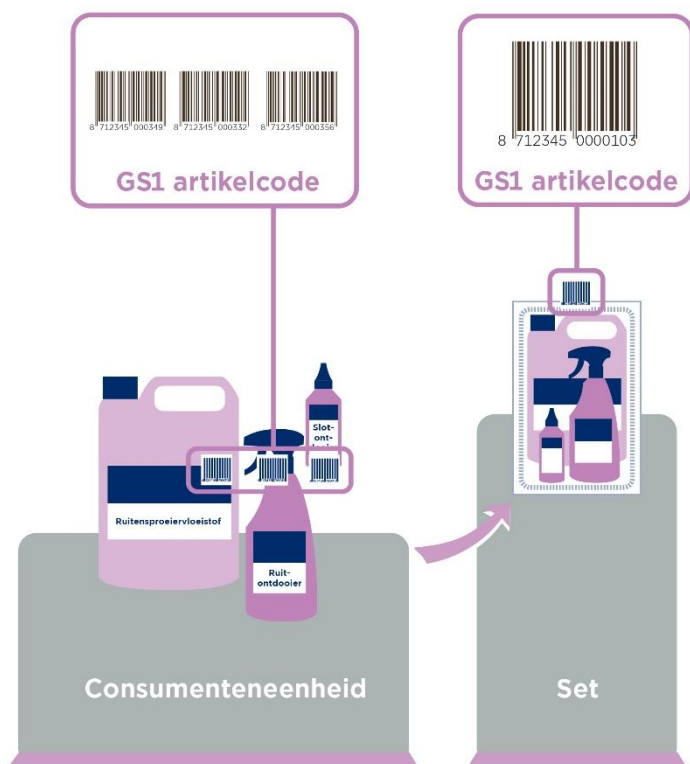 8 712345 000349
8 712345 000332
8 712345 000356
GS1 artikelcode
8 712345 0000103
GS1 artikelcode
Slot-
ont-
Ruitensproeiervloeistof
Ruit-
ontdooier
Consumenteneenheid
Set